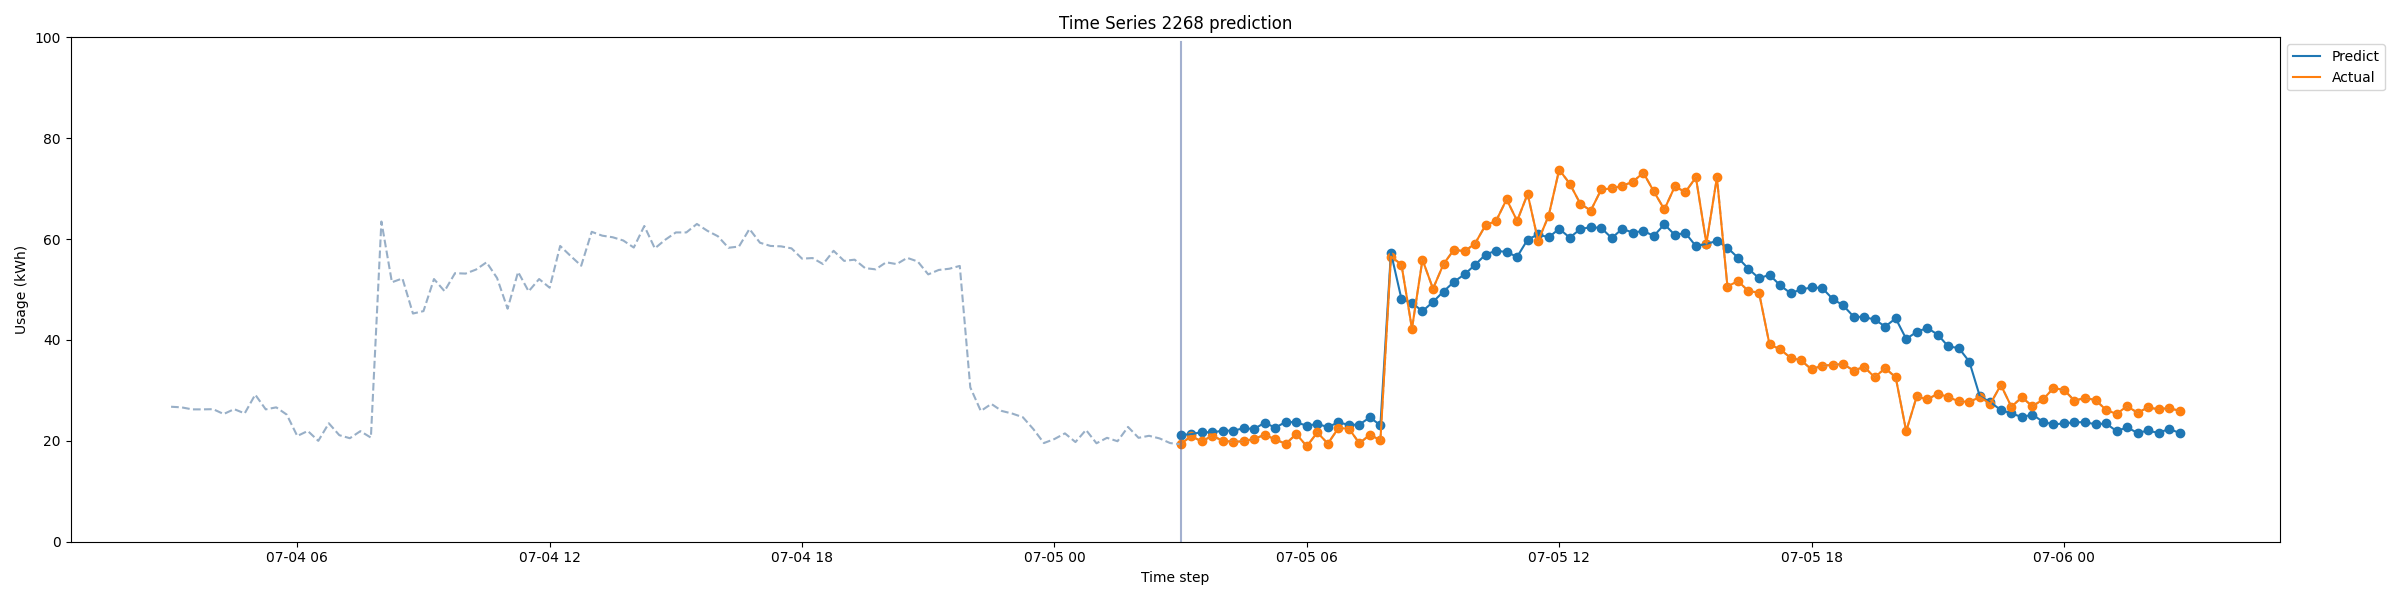 Time Series 2268 prediction
100
80
60
40
20
0
Usage (kWh)
07-04 06
07-04 12
07-04 18
07-05 00
07-05 06
07-05 12
07-05 18
07-06 00
Time step
Predict
Actual